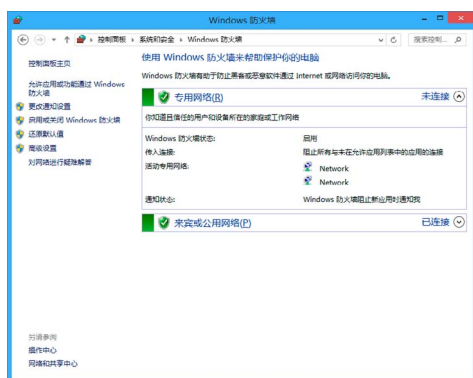 Windows 防火墙
控制面板 ▸ 系统和安全 ▸ Windows 防火墙
搜索控制...
控制面板主页
允许应用或功能通过 Windows
防火墙
更改通知设置
启用或关闭 Windows 防火墙
还原默认值
高级设置
对网络进行疑难解答
另请参阅
操作中心
网络和共享中心
使用 Windows 防火墙来帮助保护你的电脑
Windows 防火墙有助于防止黑客或恶意软件通过 Internet 或网络访问你的电脑。
专用网络(R) 未连接
你知道且信任的用户和设备所在的家庭或工作网络
Windows 防火墙状态: 启用
传入连接: 阻止所有与未在允许应用列表中的应用的连接
活动专用网络: Network
Network
通知状态: Windows 防火墙阻止新应用时通知我
来宾或公用网络(P) 已连接